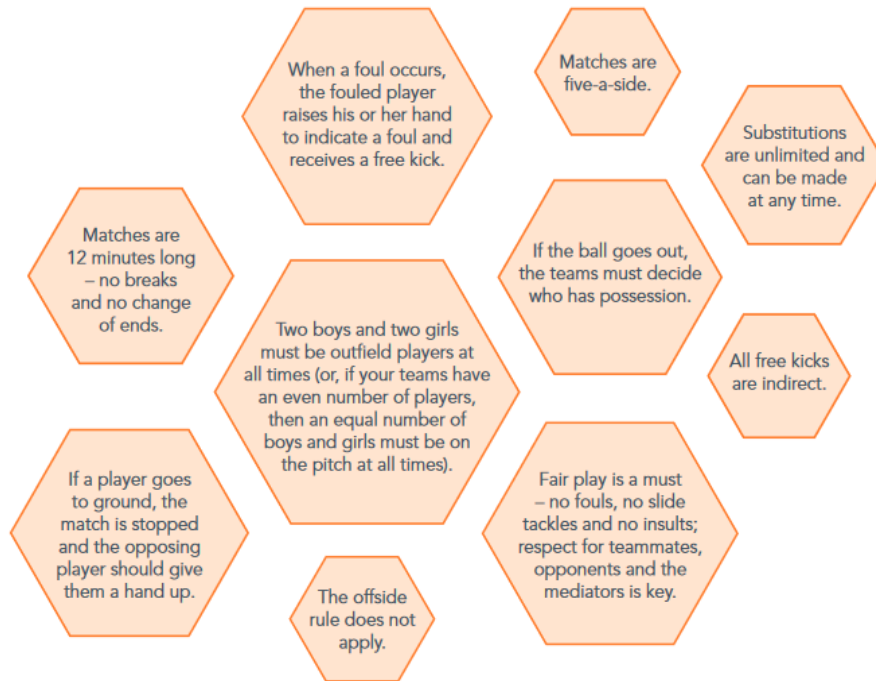 When a foul occurs,
the fouled player
raises his or her hand
to indicate a foul and
receives a free kick.
Matches are
five-a-side.
Substitutions
are unlimited and
can be made
at any time.
Matches are
12 minutes long
– no breaks
and no change
of ends.
If the ball goes out,
the teams must decide
who has possession.
Two boys and two girls
must be outfield players at
all times (or, if your teams have
an even number of players,
then an equal number of
boys and girls must be on
the pitch at all times).
All free kicks
are indirect.
If a player goes
to ground, the
match is stopped
and the opposing
player should give
them a hand up.
Fair play is a must
– no fouls, no slide
tackles and no insults;
respect for teammates,
opponents and the
mediators is key.
The offside
rule does not
apply.